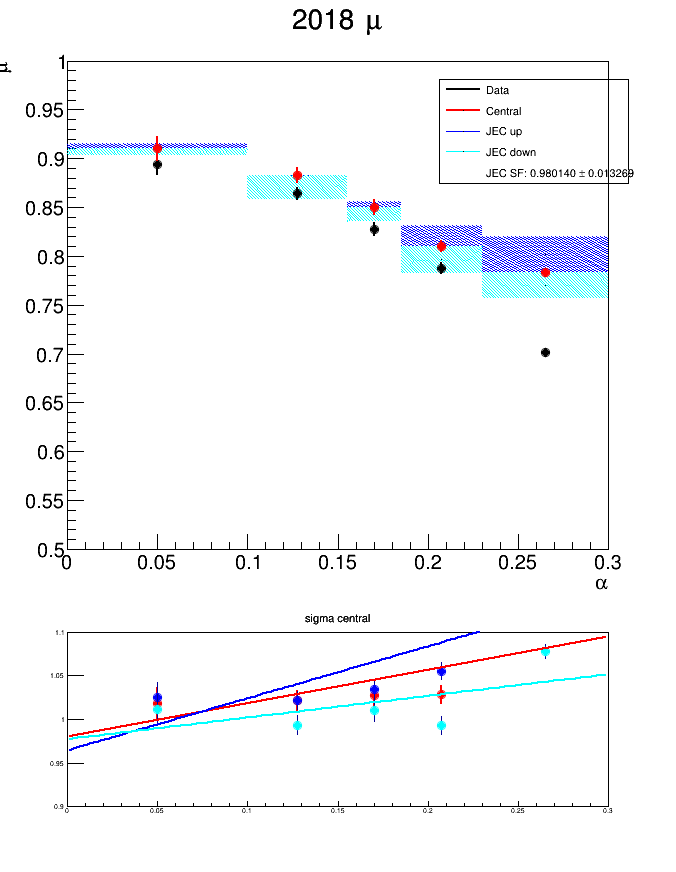 2018 μ
μ
1
0.95
0.9
0.85
0.8
0.75
0.7
0.65
0.6
0.55
0.5
Data
Central
JEC up
JEC down
JEC SF: 0.980140 ± 0.013269
0 0.05 0.1 0.15 0.2 0.25 0.3
α
sigma central
1.1
1.05
1
0.95
0.9
0 0.05 0.1 0.15 0.2 0.25 0.3